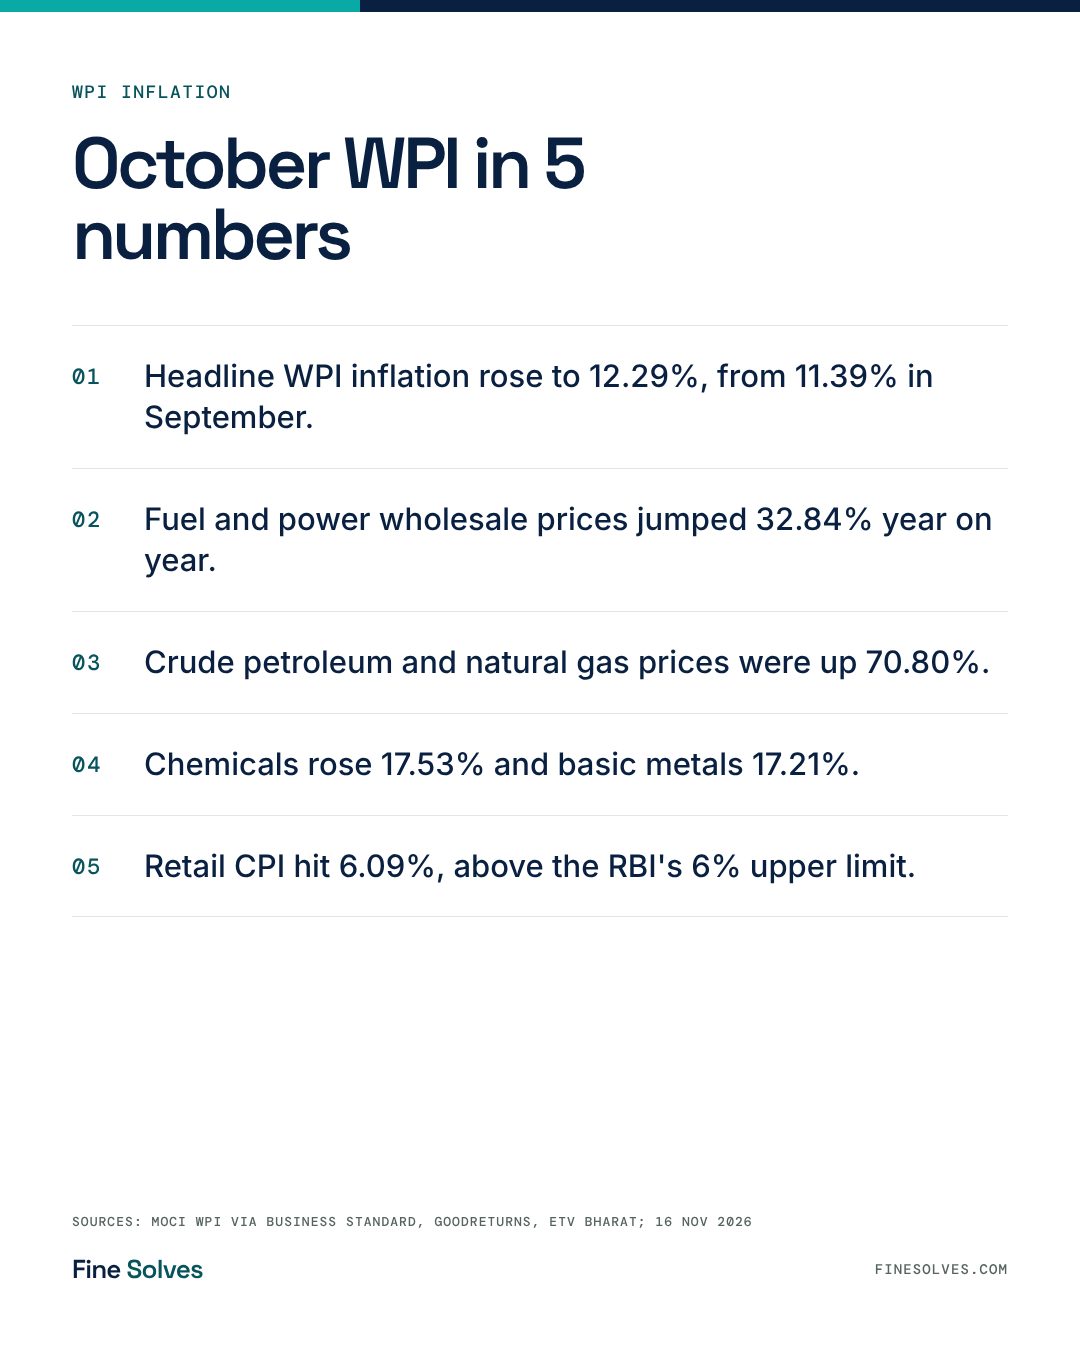 WPI INFLATION
October WPI in 5
numbers
01 Headline WPI inflation rose to 12.29%, from 11.39% in
September.
02 Fuel and power wholesale prices jumped 32.84% year on
year.
03 Crude petroleum and natural gas prices were up 70.80%.
04 Chemicals rose 17.53% and basic metals 17.21%.
05 Retail CPI hit 6.09%, above the RBI's 6% upper limit.
SOURCES: MOCI WPI VIA BUSINESS STANDARD, GOODRETURNS, ETV BHARAT; 16 NOV 2026
Fine Solves
FINESOLVES.COM